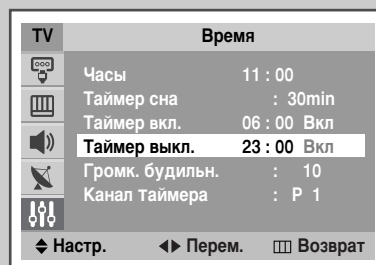 TV Время
Часы 11 : 00
Таймер сна : 30min
Таймер вкл. 06 : 00 Вкл
Таймер выкл. 23 : 00 Вкл
Громк. будильн. : 10
Канал таймера : P 1
Настр. Перем. Возврат